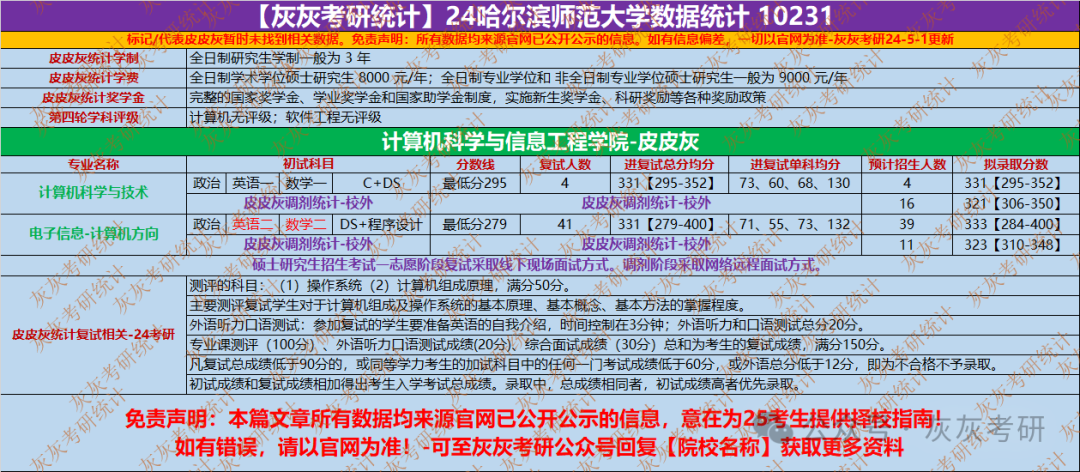 【灰灰考研统计】24哈尔滨师范大学数据统计 10231
标记/代表皮皮灰暂时未找到相关数据。免责声明：所有数据均来源官网已公开公示的信息。如有信息偏差，一切以官网为准-灰灰考研24-5-1更新
皮皮灰统计学制 全日制研究生学制一般为 3 年
皮皮灰统计学费 全日制学术学位硕士研究生 8000 元/年；全日制专业学位和 非全日制专业学位硕士研究生一般为 9000 元/年
皮皮灰统计奖学金 完整的国家奖学金、学业奖学金和国家助学金制度，实施新生奖学金、科研奖励等各种奖励政策
第四轮学科评级 计算机无评级；软件工程无评级
计算机科学与信息工程学院-皮皮灰
专业名称 初试科目 分数线 复试人数 进复试总分均分 进复试单科均分 预计招生人数 拟录取分数
计算机科学与技术 政治 英语一 数学一 C+DS 最低分295 4 331【295-352】 73、60、68、130 4 331【295-352】
皮皮灰调剂统计-校外 皮皮灰调剂统计-校外 16 321【306-350】
电子信息-计算机方向 政治 英语二 数学二 DS+程序设计 最低分279 41 331【279-400】 71、55、73、132 39 333【284-400】
皮皮灰调剂统计-校外 皮皮灰调剂统计-校外 11 323【310-348】
硕士研究生招生考试一志愿阶段复试采取线下现场面试方式。调剂阶段采取网络远程面试方式。
皮皮灰统计复试相关-24考研
测评的科目：（1）操作系统（2）计算机组成原理，满分50分。
主要测评复试学生对于计算机组成及操作系统的基本原理、基本概念、基本方法的掌握程度。
外语听力口语测试：参加复试的学生要准备英语的自我介绍，时间控制在3分钟；外语听力和口语测试总分20分。
专业课测评（100分）、 外语听力口语测试成绩(20分)、综合面试成绩（30分）总和为考生的复试成绩，满分150分。
凡复试总成绩低于90分的，或同等学力考生的加试科目中的任何一门考试成绩低于60分，或外语总分低于12分，即为不合格不予录取。
初试成绩和复试成绩相加得出考生入学考试总成绩。录取中，总成绩相同者，初试成绩高者优先录取。
免责声明：本篇文章所有数据均来源官网已公开公示的信息，意在为25考生提供择校指南！
如有错误，请以官网为准！-可至灰灰考研公众号回复【院校名称】获取更多资料
公众号 灰灰考研